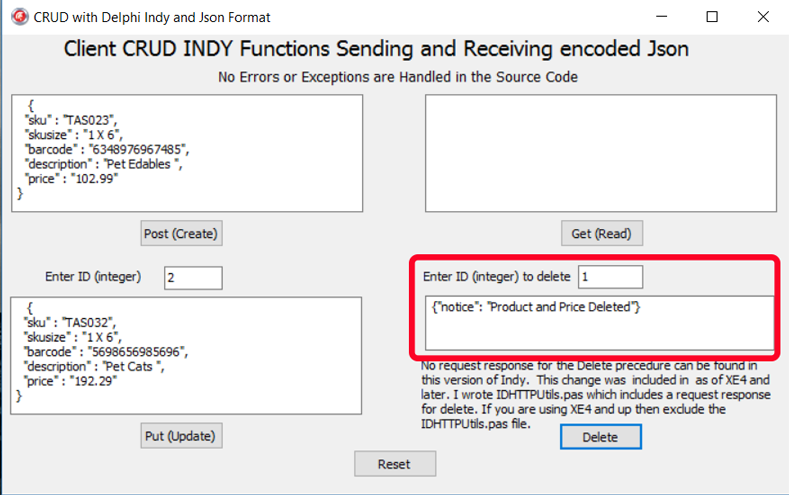 CRUD with Delphi Indy and Json Format
Client CRUD INDY Functions Sending and Receiving encoded Json
No Errors or Exceptions are Handled in the Source Code
{
"sku" : "TAS023",
"skusize" : "1 X 6",
"barcode" : "6348976967485",
"description" : "Pet Edables ",
"price" : "102.99"
}
Post (Create)
Get (Read)
Enter ID (integer) 2
{
"sku" : "TAS032",
"skusize" : "1 X 6",
"barcode" : "5698656985696",
"description" : "Pet Cats ",
"price" : "192.29"
}
Put (Update)
Enter ID (integer) to delete 1
{"notice": "Product and Price Deleted"}
No request response for the Delete precedure can be found in
this version of Indy. This change was included in as of XE4 and
later. I wrote IDHTTPUtils.pas which includes a request response
for delete. If you are using XE4 and up then exclude the
IDHTTPUtils.pas file.
Delete
Reset